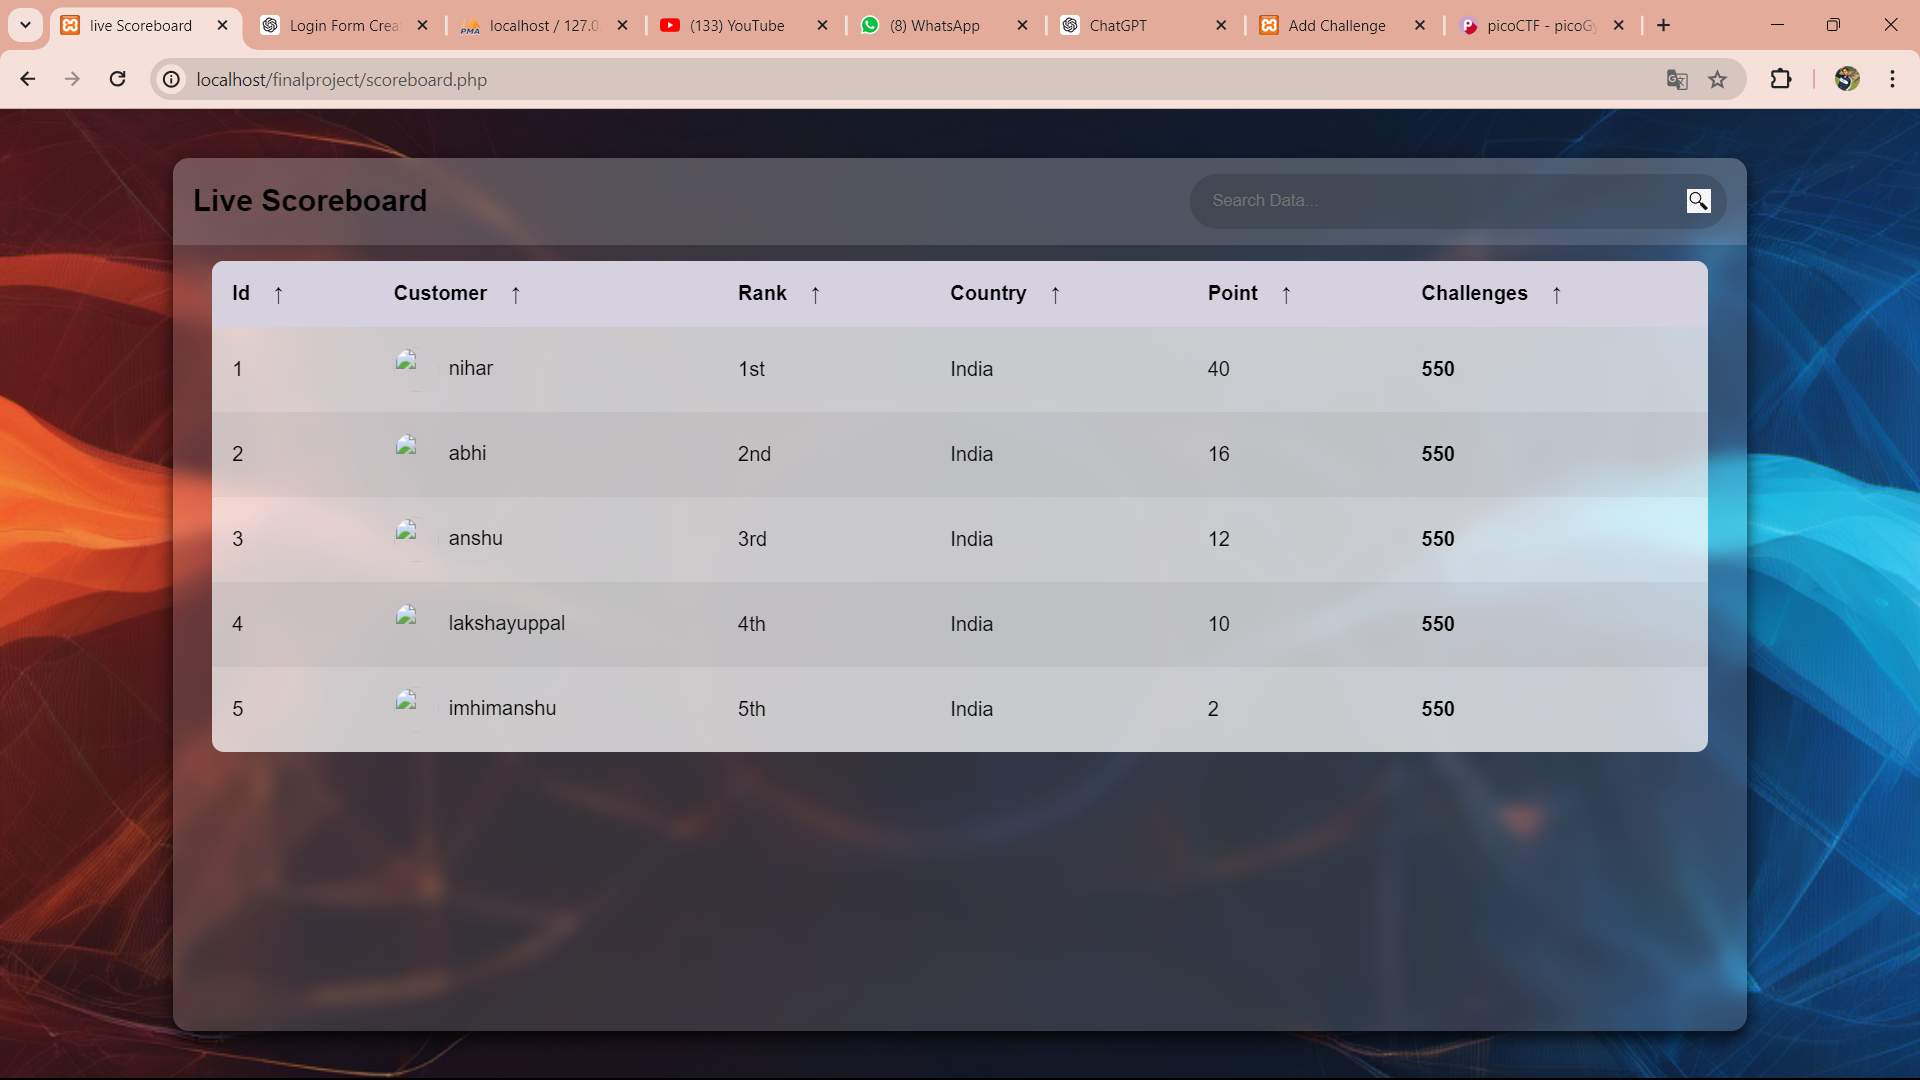 live Scoreboard
Login Form Crea
localhost / 127.0.
(133) YouTube
(8) WhatsApp
ChatGPT
Add Challenge
picoCTF - picoGy
localhost/finalproject/scoreboard.php
Live Scoreboard
Search Data...
Id ↑ Customer ↑ Rank ↑ Country ↑ Point ↑ Challenges ↑
1 nihar 1st India 40 550
2 abhi 2nd India 16 550
3 anshu 3rd India 12 550
4 lakshayuppal 4th India 10 550
5 imhimanshu 5th India 2 550